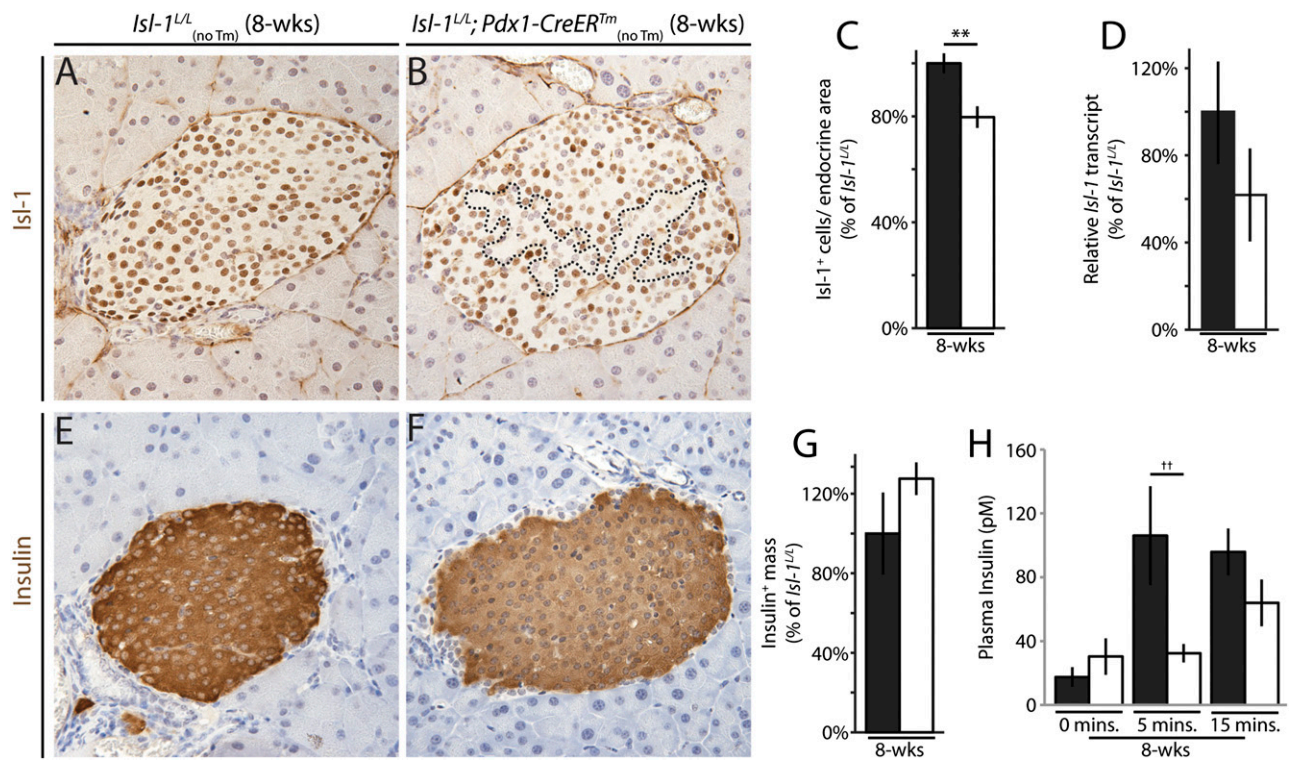 Isl-1L/L (no Tm) (8-wks)
Isl-1L/L; Pdx1-CreERTm (no Tm) (8-wks)
Isl-1
A
B
C
**
Isl-1+ cells/ endocrine area
(% of Isl-1L/L)
80%
40%
0%
8-wks
D
Relative Isl-1 transcript
(% of Isl-1L/L)
120%
80%
40%
0%
8-wks
Insulin
E
F
G
Insulin+ mass
(% of Isl-1L/L)
120%
80%
40%
0%
8-wks
H
Plasma Insulin (pM)
160
120
80
40
0
††
0 mins. 5 mins. 15 mins.
8-wks